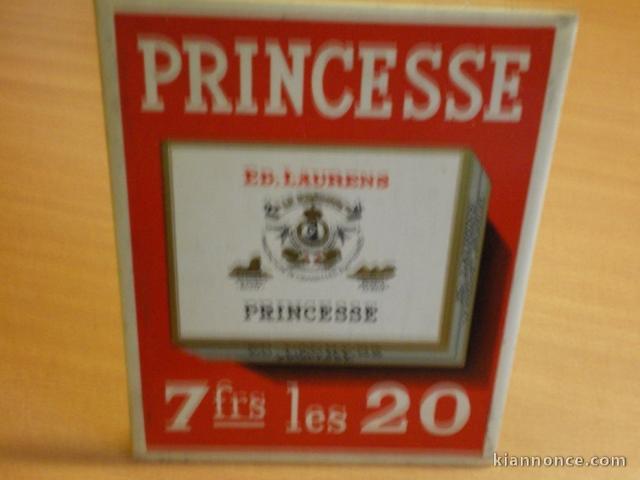 PRINCESSE
ED. LAURENS
PRINCESSE
7 frs les 20
kiannonce.com